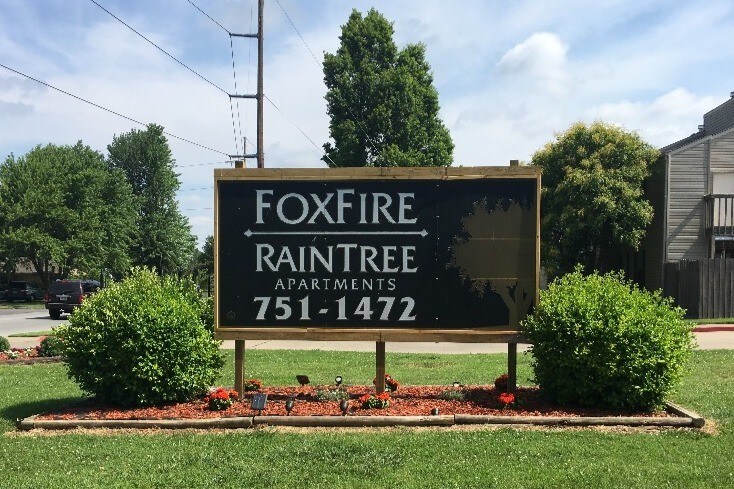 FOXFIRE
RAINTREE
APARTMENTS
751-1472